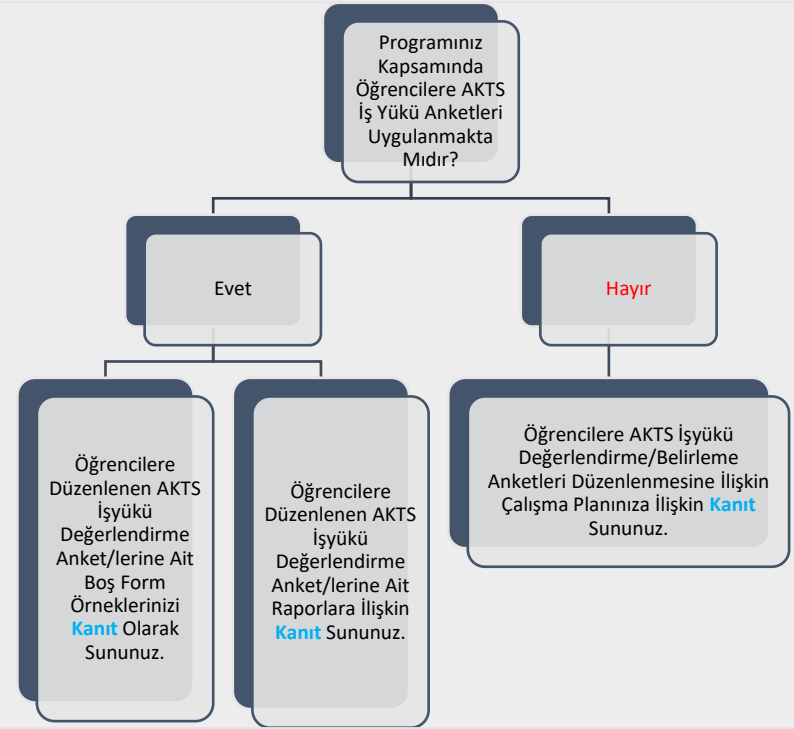 Programınız
Kapsamında
Öğrencilere AKTS
İş Yükü Anketleri
Uygulanmakta
Mıdır?
Evet
Hayır
Öğrencilere
Düzenlenen AKTS
İşyükü
Değerlendirme
Anket/lerine Ait
Boş Form
Örneklerinizi
Kanıt Olarak
Sununuz.
Öğrencilere
Düzenlenen AKTS
İşyükü
Değerlendirme
Anket/lerine Ait
Raporlara İlişkin
Kanıt Sununuz.
Öğrencilere AKTS İşyükü
Değerlendirme/Belirleme
Anketleri Düzenlenmesine İlişkin
Çalışma Planınıza İlişkin Kanıt
Sununuz.